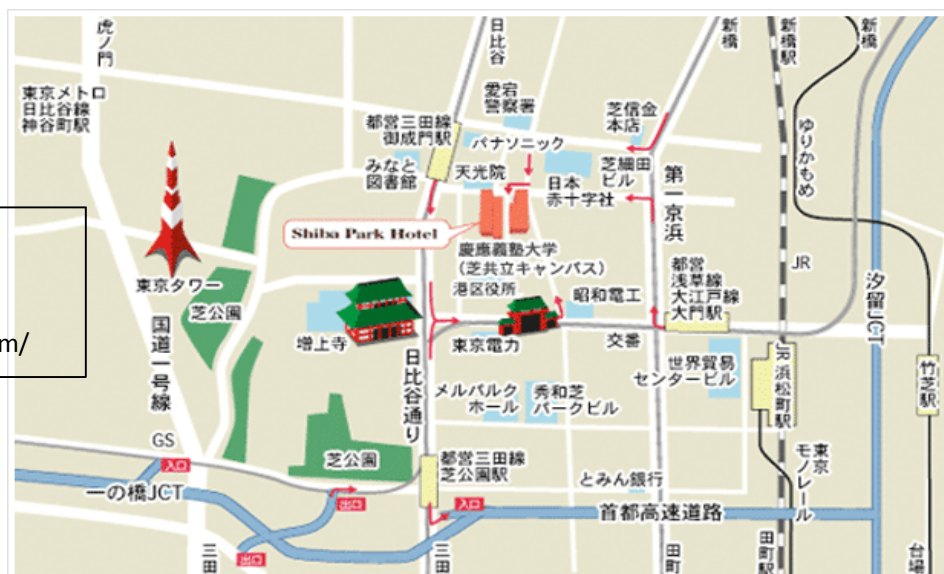 虎ノ門
日比谷
新橋
新橋駅
新橋
東京メトロ
日比谷線
神谷町駅
愛宕
警察署
都営三田線
御成門駅
芝信金
本店
パナソニック
みなと
図書館
天光院
日本
赤十字社
芝細田
ビル
第一京浜
ゆりかもめ
Shiba Park Hotel
慶應義塾大学
(芝共立キャンパス)
港区役所
昭和電工
都営
浅草線
大江戸線
大門駅
JR
汐留JCT
東京タワー
芝公園
m/
国道一号線
増上寺
日比谷通り
東京電力
交番
世界貿易
センタービル
JR浜松町駅
竹芝駅
メルパルク
ホール
秀和芝
パークビル
GS
入口
芝公園
都営三田線
芝公園駅
とみん銀行
東京
モノレール
一の橋JCT
出口
入口
首都高速道路
出口
三田
三田
田町
田町駅
台場